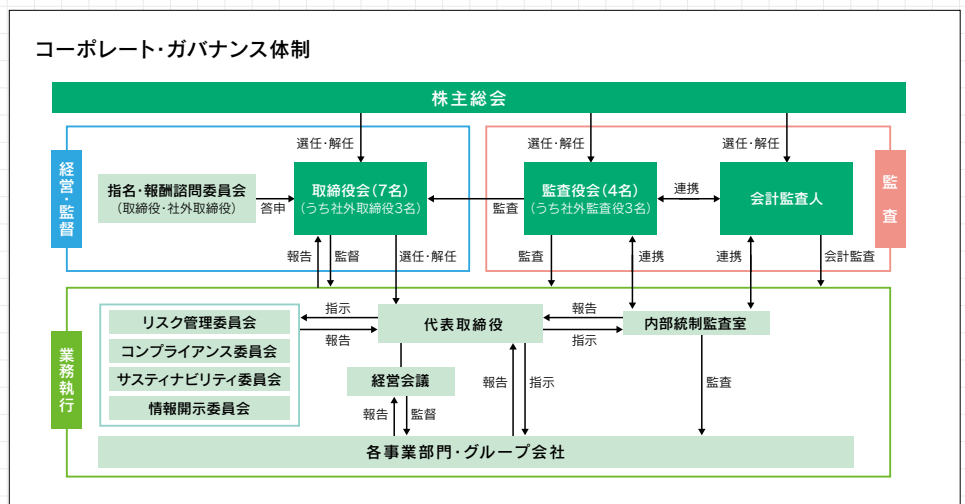 コーポレート・ガバナンス体制
株主総会
選任・解任
選任・解任
選任・解任
経営・監督
指名・報酬諮問委員会
(取締役・社外取締役)
答申
取締役会(7名)
(うち社外取締役3名)
監査
監査役会(4名)
(うち社外監査役3名)
連携
会計監査人
監査
報告
監督
選任・解任
監査
連携
連携
会計監査
業務執行
リスク管理委員会
コンプライアンス委員会
サスティナビリティ委員会
情報開示委員会
指示
報告
代表取締役
報告
指示
内部統制監査室
経営会議
報告
監督
報告
指示
監査
各事業部門・グループ会社